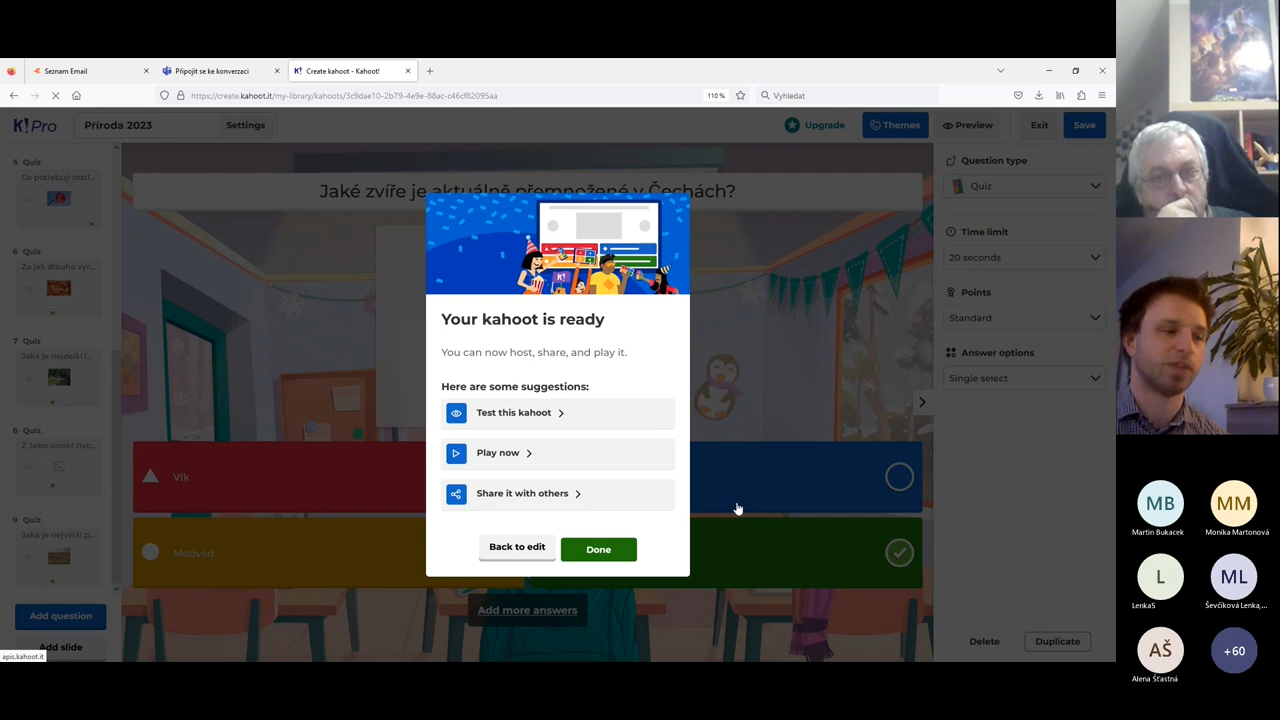 Seznam Email
Připojit se ke konverzaci
K! Create kahoot - Kahoot!
https://create.kahoot.it/my-library/kahoots/3c9dae10-2b79-4e9e-88ac-c46cf82095aa
110 %
Vyhledat
K!Pro
Příroda 2023
Settings
Upgrade
Themes
Preview
Exit
Save
5 Quiz
Co potřebují rostl...
6 Quiz
Za jak dlouho vyr...
7 Quiz
Jaká je nejdelší ř...
8 Quiz
Z čeho vzniki živo...
9 Quiz
Jaká je největší p...
Add question
Add slide
apis.kahoot.it
Jaké zvíře je aktuálně přemnožené v Čechách?
Vlk
Medvěd
Add more answers
Your kahoot is ready
You can now host, share, and play it.
Here are some suggestions:
Test this kahoot
Play now
Share it with others
Back to edit
Done
Question type
Quiz
Time limit
20 seconds
Points
Standard
Answer options
Single select
Delete
Duplicate
MB
Martin Bukacek
MM
Monika Martonová
L
LenkaS
ML
Ševčíková Lenka,...
AŠ
Alena Šťastná
+60